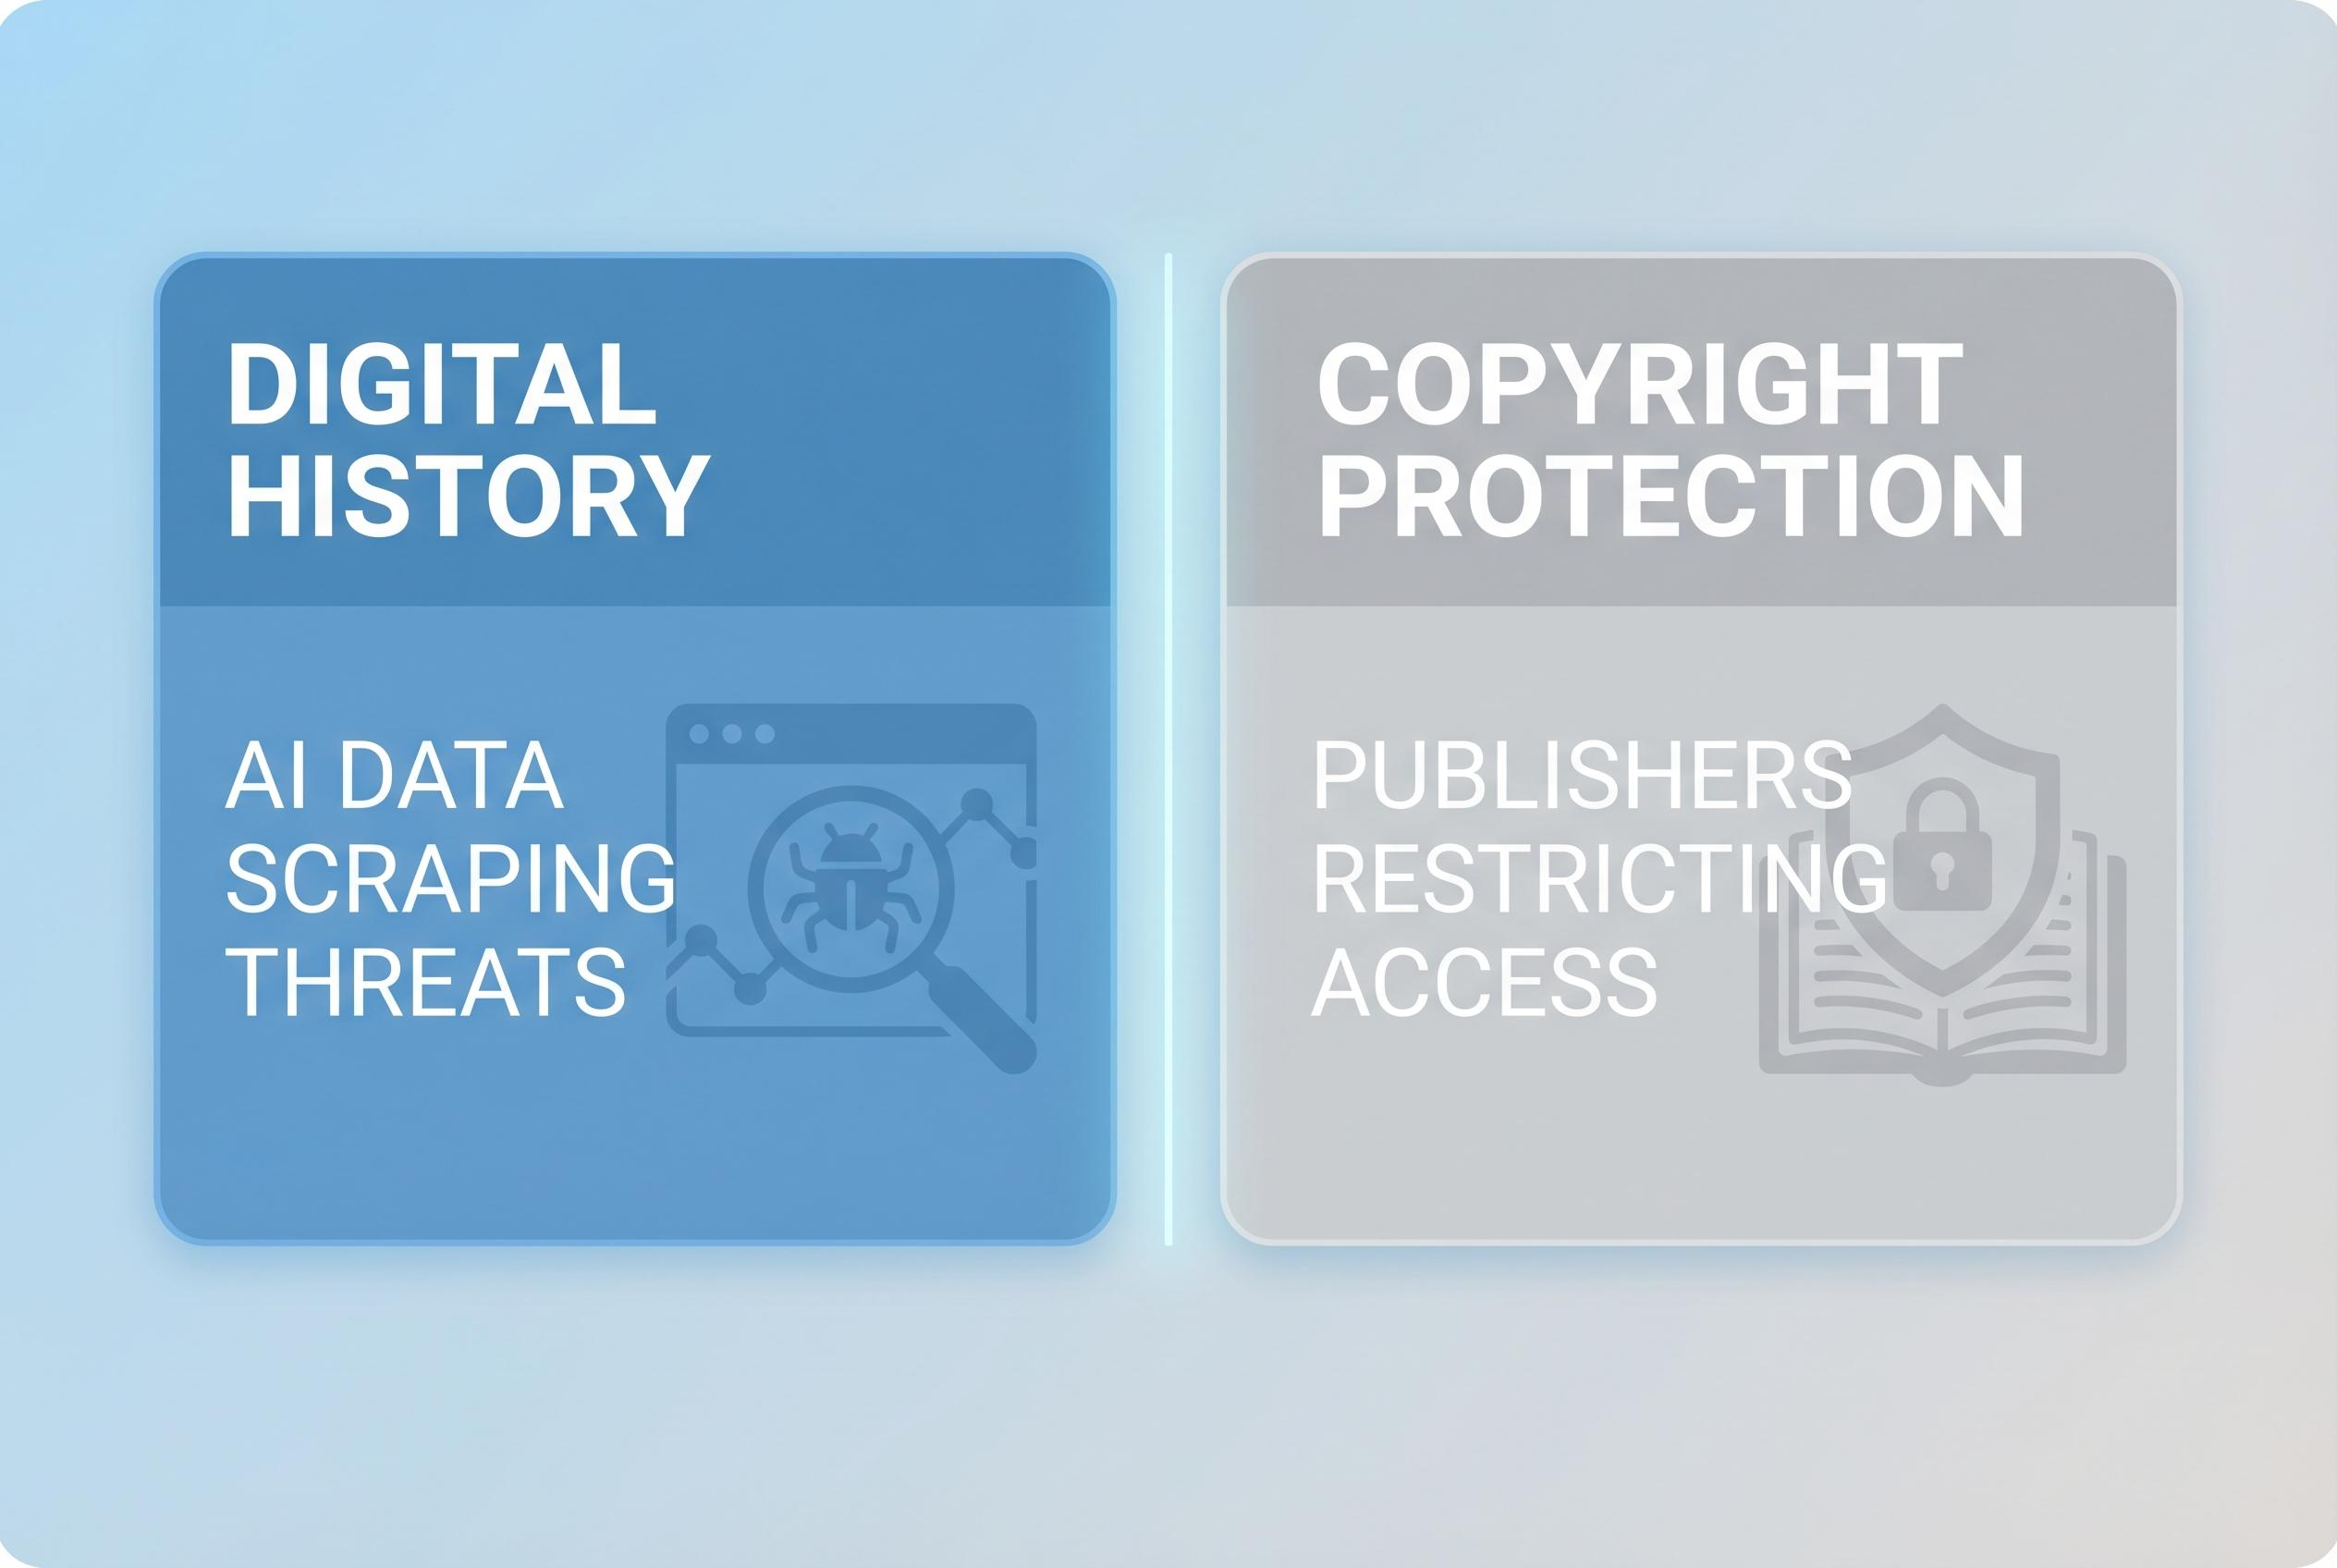 DIGITAL
HISTORY
AI DATA
SCRAPING
THREATS
COPYRIGHT
PROTECTION
PUBLISHERS
RESTRICTING
ACCESS